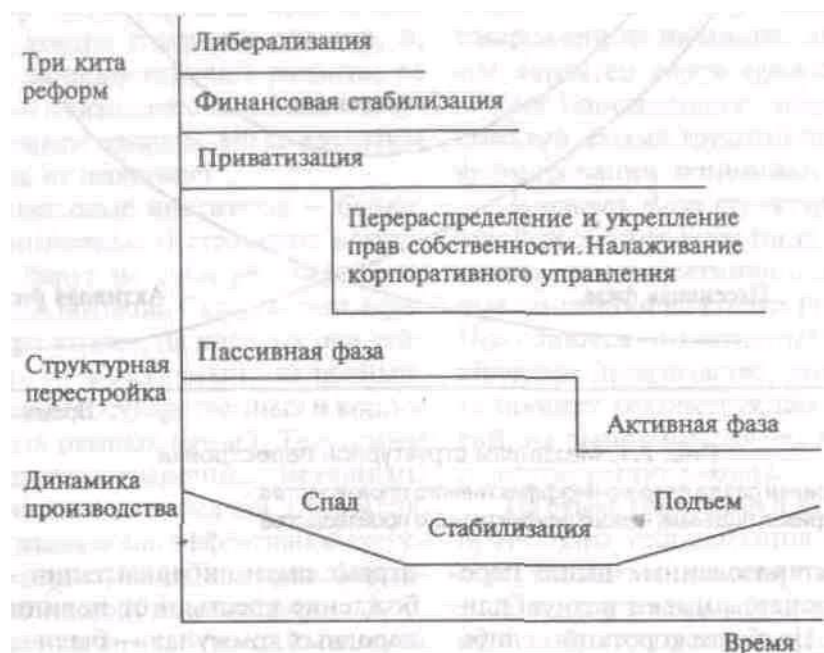 Три кита
реформ
Либерализация
Финансовая стабилизация
Приватизация
Перераспределение и укрепление
прав собственности. Налаживание
корпоративного управления
Структурная
перестройка
Пассивная фаза
Активная фаза
Динамика
производства
Спад
Стабилизация
Подъем
Время